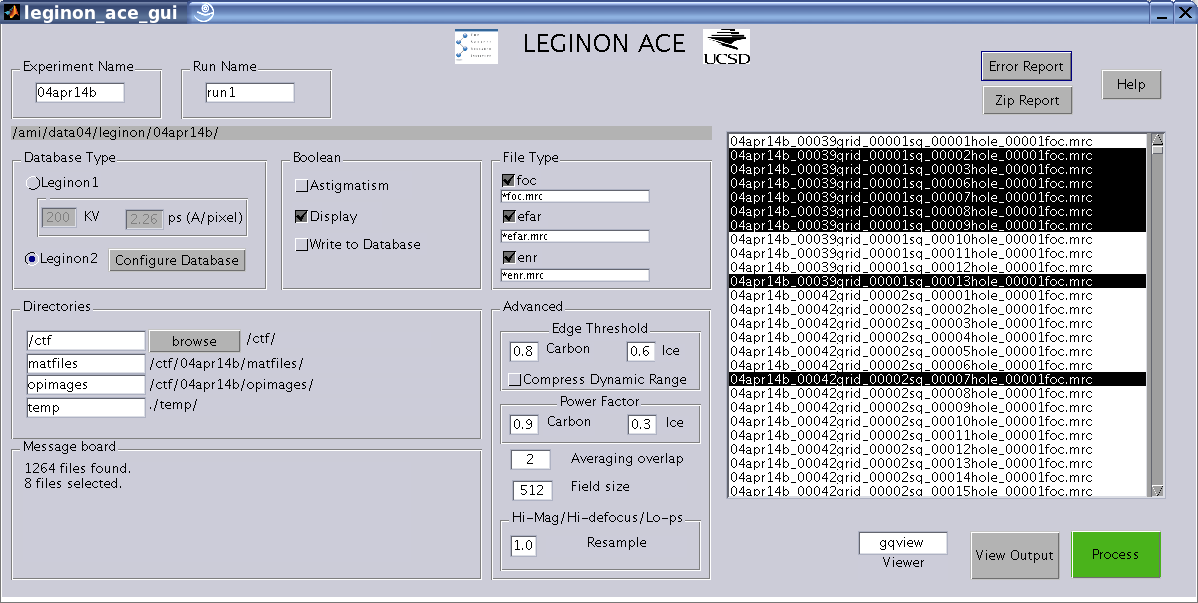 leginon_ace_gui
LEGINON ACE
UCSD
Experiment Name
04apr14b
Run Name
run1
Error Report
Zip Report
Help
/ami/data04/leginon/04apr14b/
Database Type
Leginon1
200 KV 2.26 ps (A/pixel)
Leginon2 Configure Database
Boolean
Astigmatism
Display
Write to Database
File Type
foc
*foc.mrc
efar
*efar.mrc
enr
*enr.mrc
Directories
/ctf browse /ctf/
matfiles /ctf/04apr14b/matfiles/
opimages /ctf/04apr14b/opimages/
temp ./temp/
Message board
1264 files found.
8 files selected.
Advanced
Edge Threshold
0.8 Carbon 0.6 Ice
Compress Dynamic Range
Power Factor
0.9 Carbon 0.3 Ice
2 Averaging overlap
512 Field size
Hi-Mag/Hi-defocus/Lo-ps
1.0 Resample
04apr14b_00039grid_00001sq_00001hole_00001foc.mrc
04apr14b_00039grid_00001sq_00002hole_00001foc.mrc
04apr14b_00039grid_00001sq_00003hole_00001foc.mrc
04apr14b_00039grid_00001sq_00006hole_00001foc.mrc
04apr14b_00039grid_00001sq_00007hole_00001foc.mrc
04apr14b_00039grid_00001sq_00008hole_00001foc.mrc
04apr14b_00039grid_00001sq_00009hole_00001foc.mrc
04apr14b_00039grid_00001sq_00010hole_00001foc.mrc
04apr14b_00039grid_00001sq_00011hole_00001foc.mrc
04apr14b_00039grid_00001sq_00012hole_00001foc.mrc
04apr14b_00039grid_00001sq_00013hole_00001foc.mrc
04apr14b_00042grid_00002sq_00001hole_00001foc.mrc
04apr14b_00042grid_00002sq_00002hole_00001foc.mrc
04apr14b_00042grid_00002sq_00003hole_00001foc.mrc
04apr14b_00042grid_00002sq_00004hole_00001foc.mrc
04apr14b_00042grid_00002sq_00005hole_00001foc.mrc
04apr14b_00042grid_00002sq_00006hole_00001foc.mrc
04apr14b_00042grid_00002sq_00007hole_00001foc.mrc
04apr14b_00042grid_00002sq_00008hole_00001foc.mrc
04apr14b_00042grid_00002sq_00009hole_00001foc.mrc
04apr14b_00042grid_00002sq_00010hole_00001foc.mrc
04apr14b_00042grid_00002sq_00011hole_00001foc.mrc
04apr14b_00042grid_00002sq_00012hole_00001foc.mrc
04apr14b_00042grid_00002sq_00013hole_00001foc.mrc
04apr14b_00042grid_00002sq_00014hole_00001foc.mrc
04apr14b_00042grid_00002sq_00015hole_00001foc.mrc
gqview
Viewer
View Output
Process